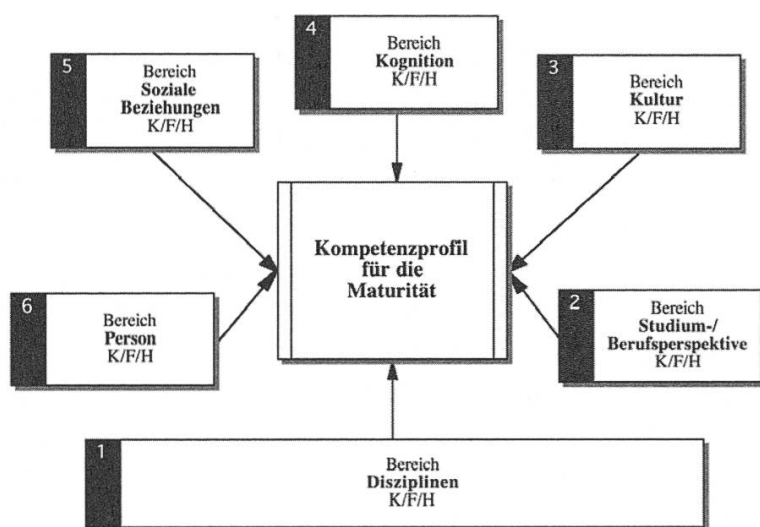 4
Bereich
Kognition
K/F/H
5
Bereich
Soziale
Beziehungen
K/F/H
3
Bereich
Kultur
K/F/H
Kompetenzprofil
für die
Maturität
6
Bereich
Person
K/F/H
2
Bereich
Studium-/
Berufsperspektive
K/F/H
1
Bereich
Disziplinen
K/F/H